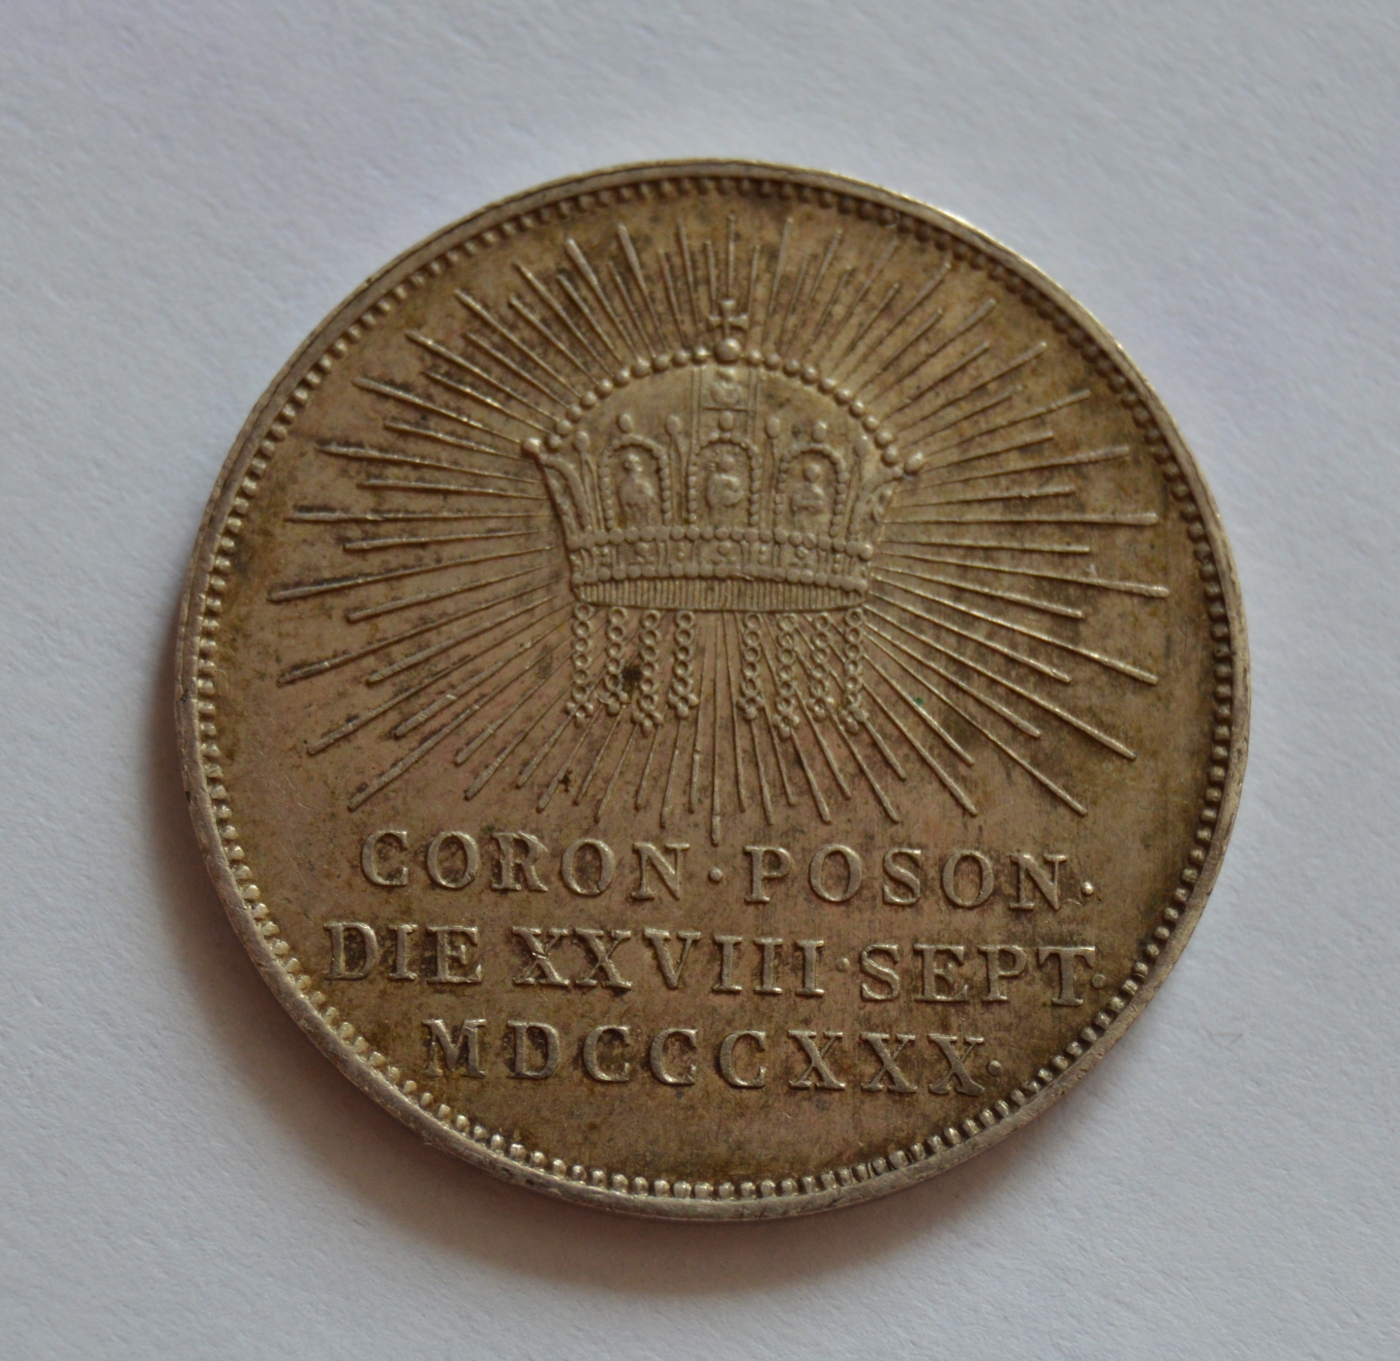 CORON · POSON ·
DIE XXVIII · SEPT ·
MDCCCXXX ·